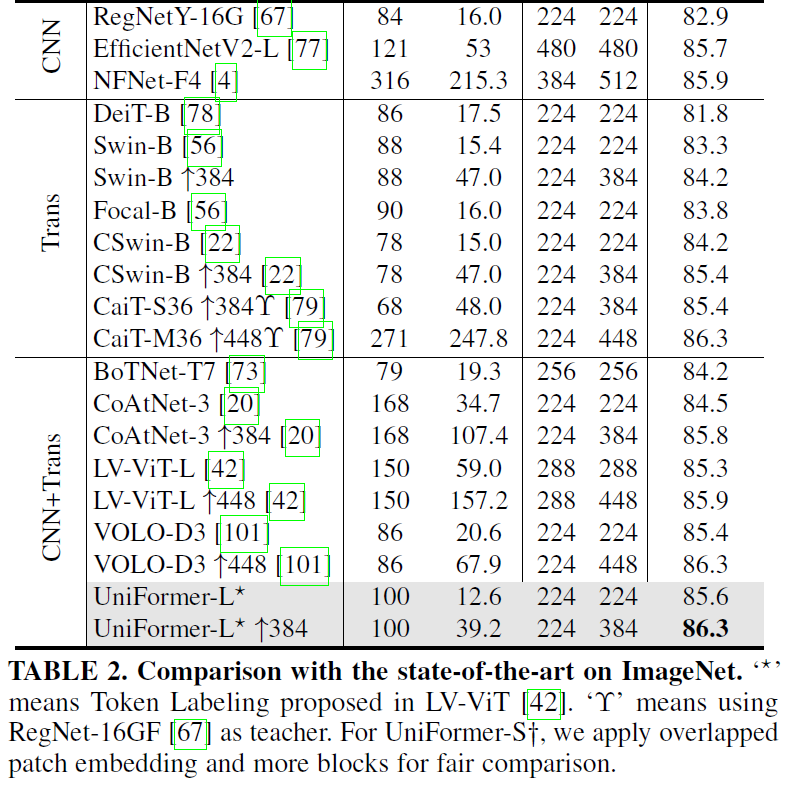 CNN
RegNetY-16G [67] 84 16.0 224 224 82.9
EfficientNetV2-L [77] 121 53 480 480 85.7
NFNet-F4 [4] 316 215.3 384 512 85.9
Trans
DeiT-B [78] 86 17.5 224 224 81.8
Swin-B [56] 88 15.4 224 224 83.3
Swin-B ↑384 88 47.0 224 384 84.2
Focal-B [56] 90 16.0 224 224 83.8
CSwin-B [22] 78 15.0 224 224 84.2
CSwin-B ↑384 [22] 78 47.0 224 384 85.4
CaiT-S36 ↑384ϒ [79] 68 48.0 224 384 85.4
CaiT-M36 ↑448ϒ [79] 271 247.8 224 448 86.3
CNN+Trans
BoTNet-T7 [73] 79 19.3 256 256 84.2
CoAtNet-3 [20] 168 34.7 224 224 84.5
CoAtNet-3 ↑384 [20] 168 107.4 224 384 85.8
LV-ViT-L [42] 150 59.0 288 288 85.3
LV-ViT-L ↑448 [42] 150 157.2 288 448 85.9
VOLO-D3 [101] 86 20.6 224 224 85.4
VOLO-D3 ↑448 [101] 86 67.9 224 448 86.3
UniFormer-L⋆ 100 12.6 224 224 85.6
UniFormer-L⋆ ↑384 100 39.2 224 384 86.3
TABLE 2. Comparison with the state-of-the-art on ImageNet. ‘⋆’
means Token Labeling proposed in LV-ViT [42]. ‘ϒ’ means using
RegNet-16GF [67] as teacher. For UniFormer-S†, we apply overlapped
patch embedding and more blocks for fair comparison.